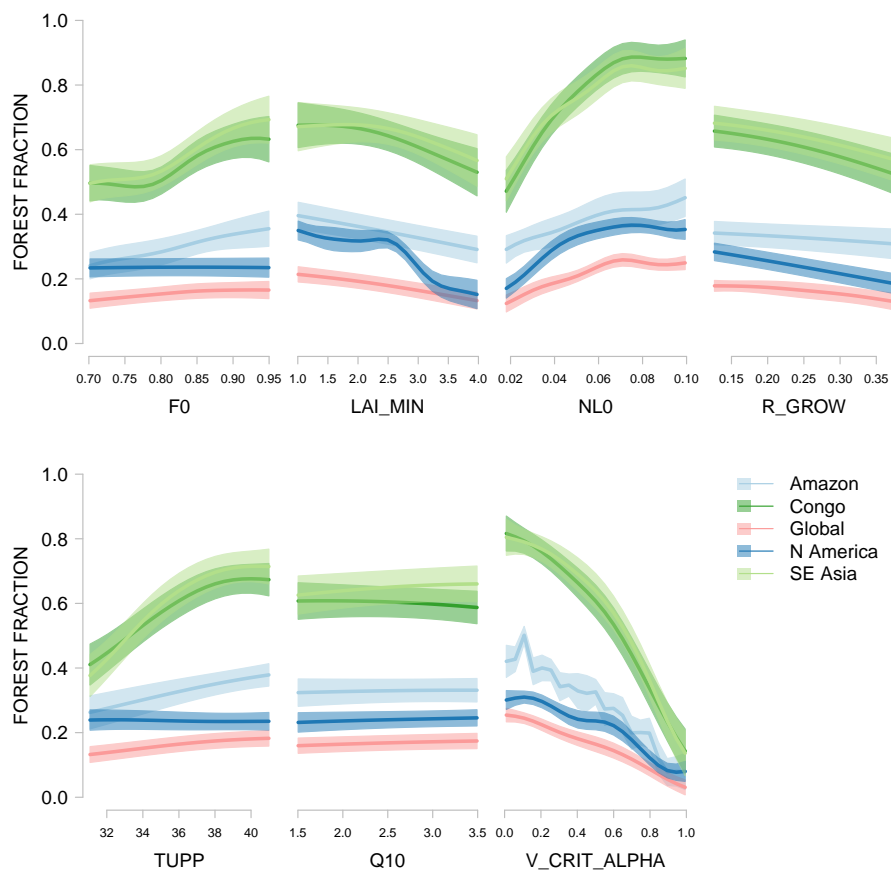 1.0
0.8
0.6
0.4
0.2
0.0
FOREST FRACTION
0.70 0.75 0.80 0.85 0.90 0.95
F0
1.0 1.5 2.0 2.5 3.0 3.5 4.0
LAI_MIN
0.02 0.04 0.06 0.08 0.10
NL0
0.15 0.20 0.25 0.30 0.35
R_GROW
1.0
0.8
0.6
0.4
0.2
0.0
FOREST FRACTION
32 34 36 38 40
TUPP
1.5 2.0 2.5 3.0 3.5
Q10
0.0 0.2 0.4 0.6 0.8 1.0
V_CRIT_ALPHA
Amazon
Congo
Global
N America
SE Asia